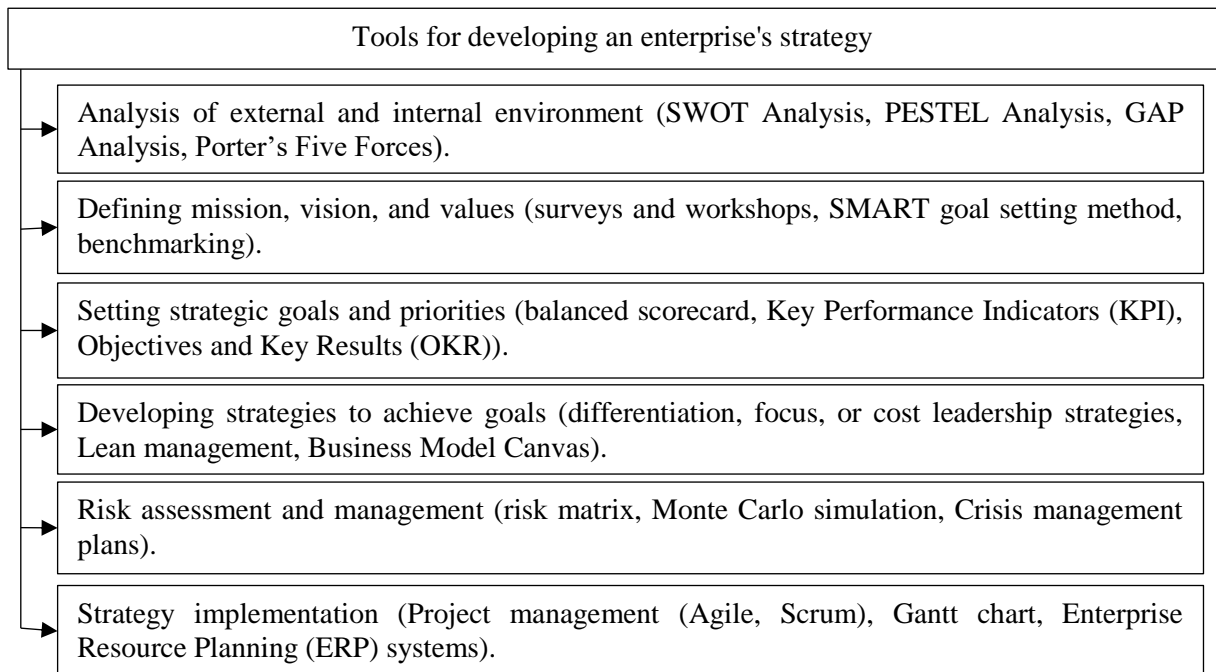 Tools for developing an enterprise's strategy
Analysis of external and internal environment (SWOT Analysis, PESTEL Analysis, GAP
Analysis, Porter’s Five Forces).
Defining mission, vision, and values (surveys and workshops, SMART goal setting method,
benchmarking).
Setting strategic goals and priorities (balanced scorecard, Key Performance Indicators (KPI),
Objectives and Key Results (OKR)).
Developing strategies to achieve goals (differentiation, focus, or cost leadership strategies,
Lean management, Business Model Canvas).
Risk assessment and management (risk matrix, Monte Carlo simulation, Crisis management
plans).
Strategy implementation (Project management (Agile, Scrum), Gantt chart, Enterprise
Resource Planning (ERP) systems).